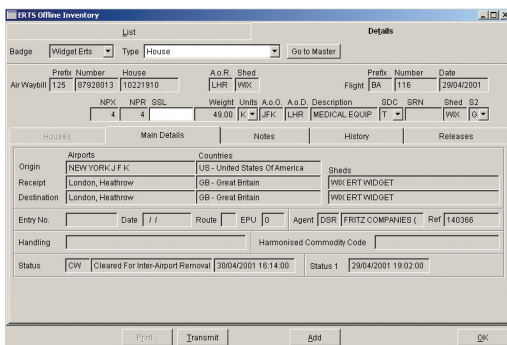 ERTS Offline Inventory
List Details
Badge Widget Erts Type House Go to Master
Prefix Number House A.o.R. Shed Prefix Number Date
Air Waybill 125 87928013 10221910 LHR WIX Flight BA 116 29/04/2001
NPX NPR SSL Weight Units A.o.O. A.o.D. Description SDC SRN Shed S2
4 4 49.00 K JFK LHR MEDICAL EQUIP T WIX G
Houses Main Details Notes History Releases
Airports Countries
Origin NEW YORK J F K US - United States Of America Sheds
Receipt London, Heathrow GB - Great Britain WIX ERT WIDGET
Destination London, Heathrow GB - Great Britain WIX ERT WIDGET
Entry No. Date / / Route EPU 0 Agent DSR FRITZ COMPANIES ( Ref 140366
Handling Harmonised Commodity Code
Status CW Cleared For Inter-Airport Removal 30/04/2001 16:14:00 Status 1 29/04/2001 19:02:00
Print... Transmit Add OK